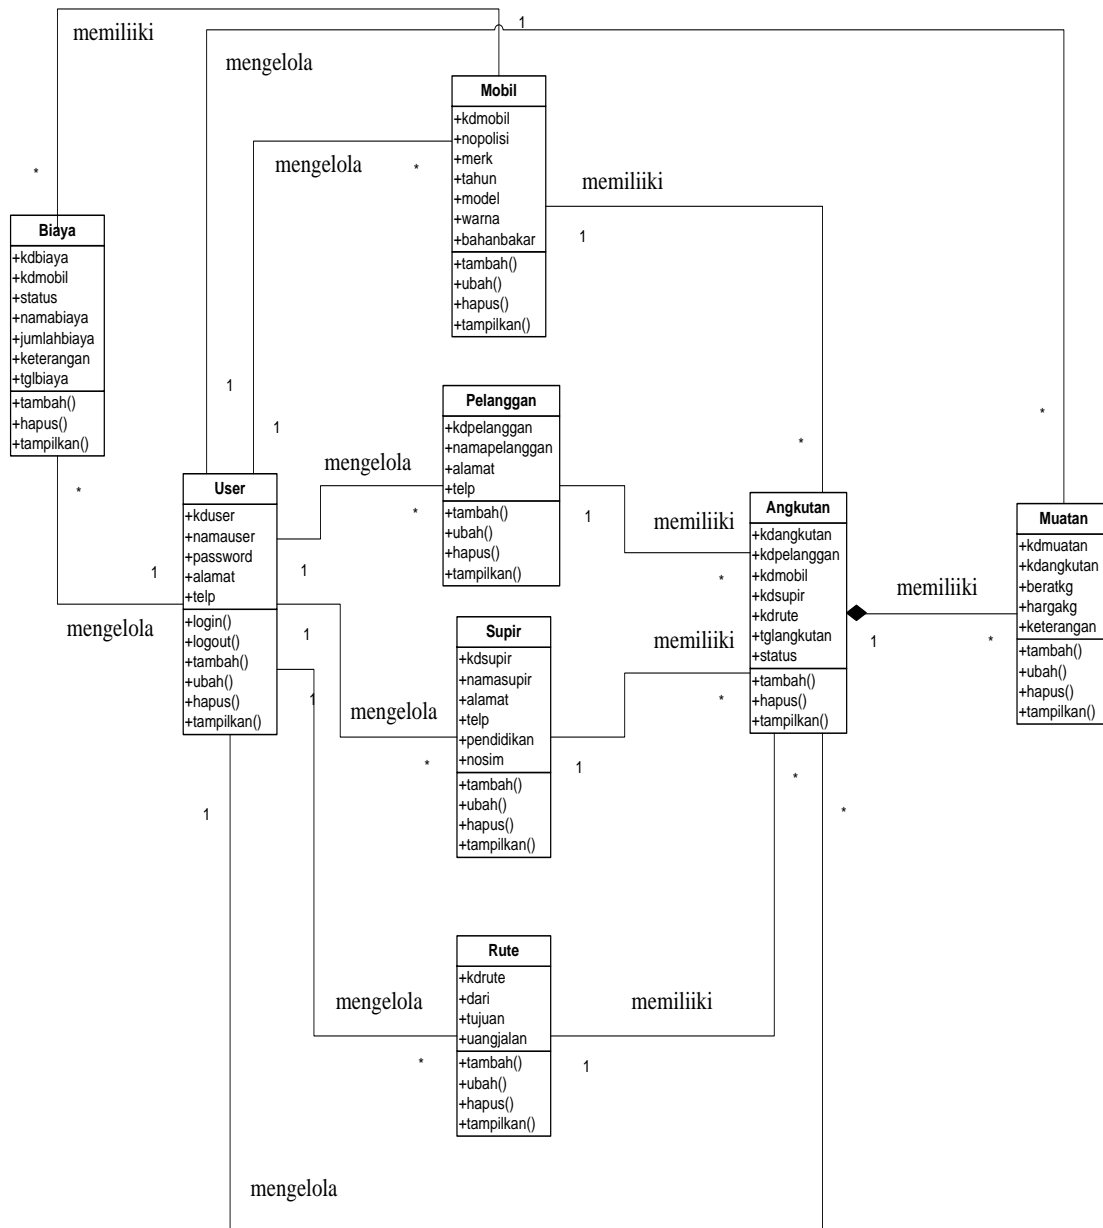 memiliiki
1
mengelola
Mobil
+kdmobil
+nopolisi
+merk
+tahun
+model
+warna
+bahanbakar
+tambah()
+ubah()
+hapus()
+tampilkan()
mengelola
*
memiliiki
1
*
Biaya
+kdbiaya
+kdmobil
+status
+namabiaya
+jumlahbiaya
+keterangan
+tglbiaya
+tambah()
+hapus()
+tampilkan()
*
1
1
*
*
Pelanggan
+kdpelanggan
+namapelanggan
+alamat
+telp
+tambah()
+ubah()
+hapus()
+tampilkan()
mengelola
*
1
memiliiki
*
User
+kduser
+namauser
+password
+alamat
+telp
+login()
+logout()
+tambah()
+ubah()
+hapus()
+tampilkan()
1
1
1
1
mengelola
Angkutan
+kdangkutan
+kdpelanggan
+kdmobil
+kdsupir
+kdrute
+tglangkutan
+status
+tambah()
+hapus()
+tampilkan()
memiliiki
1
*
Muatan
+kdmuatan
+kdangkutan
+beratkg
+hargakg
+keterangan
+tambah()
+ubah()
+hapus()
+tampilkan()
Supir
+kdsupir
+namasupir
+alamat
+telp
+pendidikan
+nosim
+tambah()
+ubah()
+hapus()
+tampilkan()
mengelola
*
1
memiliiki
*
1
*
*
Rute
+kdrute
+dari
+tujuan
+uangjalan
+tambah()
+ubah()
+hapus()
+tampilkan()
mengelola
*
memiliiki
1
mengelola